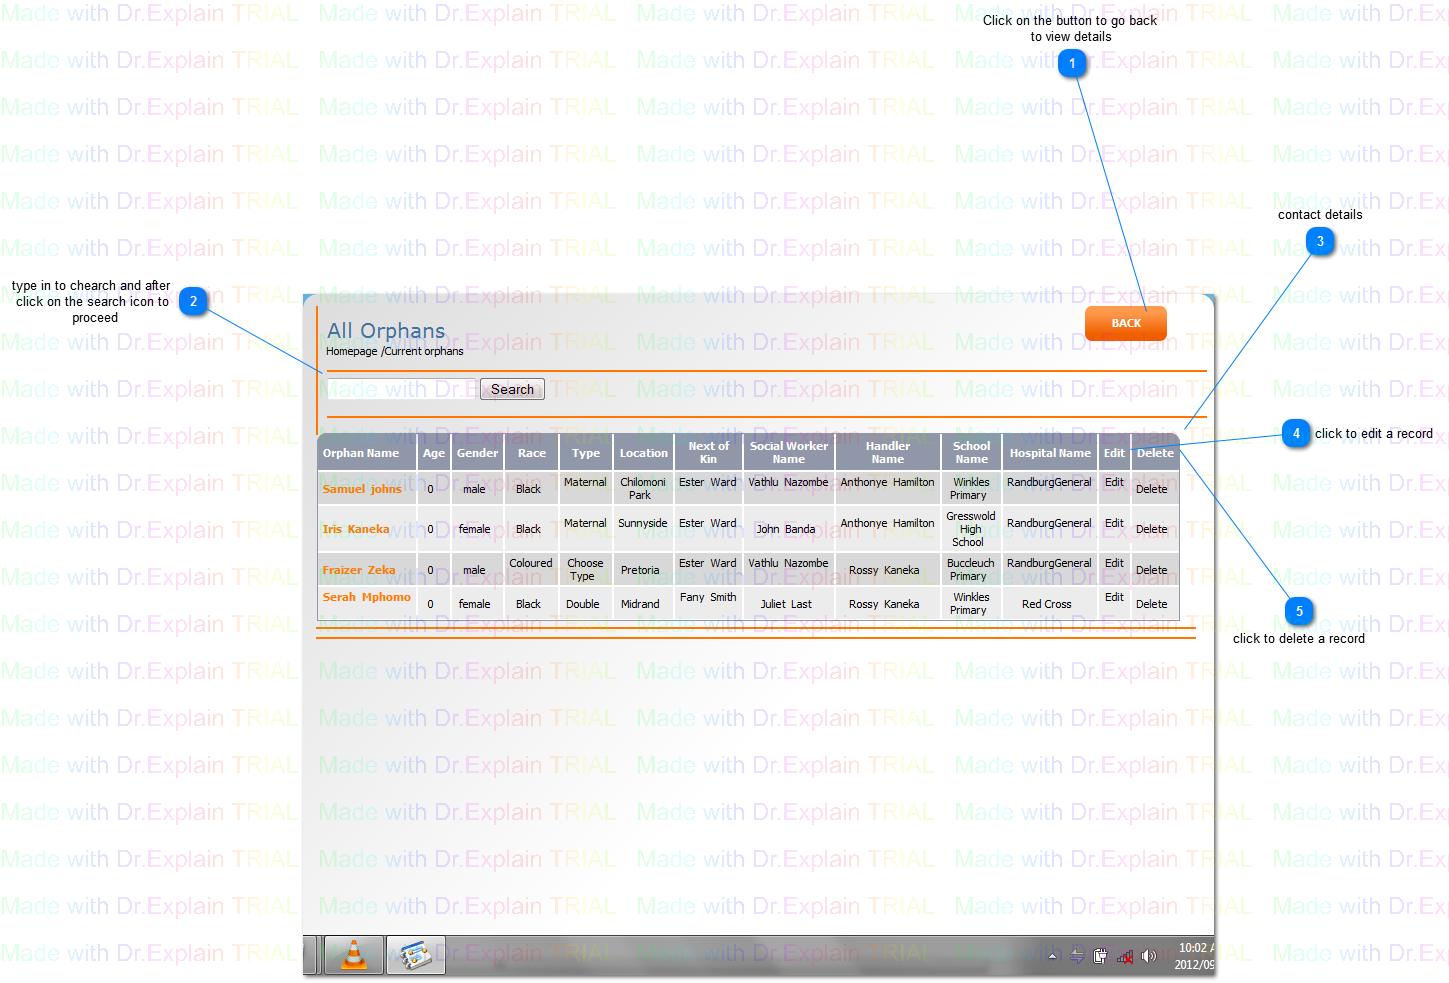 Click on the button to go back
to view details
1
contact details
3
type in to chearch and after
click on the search icon to
proceed
2
All Orphans
Homepage /Current orphans
BACK
Search
4 click to edit a record
Orphan Name Age Gender Race Type Location Next of Kin Social Worker Name Handler Name School Name Hospital Name Edit Delete
Samuel johns 0 male Black Maternal Chilomoni Park Ester Ward Vathlu Nazombe Anthonye Hamilton Winkles Primary RandburgGeneral Edit Delete
Iris Kaneka 0 female Black Maternal Sunnyside Ester Ward John Banda Anthonye Hamilton Gresswold High School RandburgGeneral Edit Delete
Fraizer Zeka 0 male Coloured Choose Type Pretoria Ester Ward Vathlu Nazombe Rossy Kaneka Bucdeuch Primary RandburgGeneral Edit Delete
Serah Mphomo 0 female Black Double Midrand Fany Smith Juliet Last Rossy Kaneka Winkles Primary Red Cross Edit Delete
5
click to delete a record
10:02
2012/09
Made with Dr.Explain TRIAL